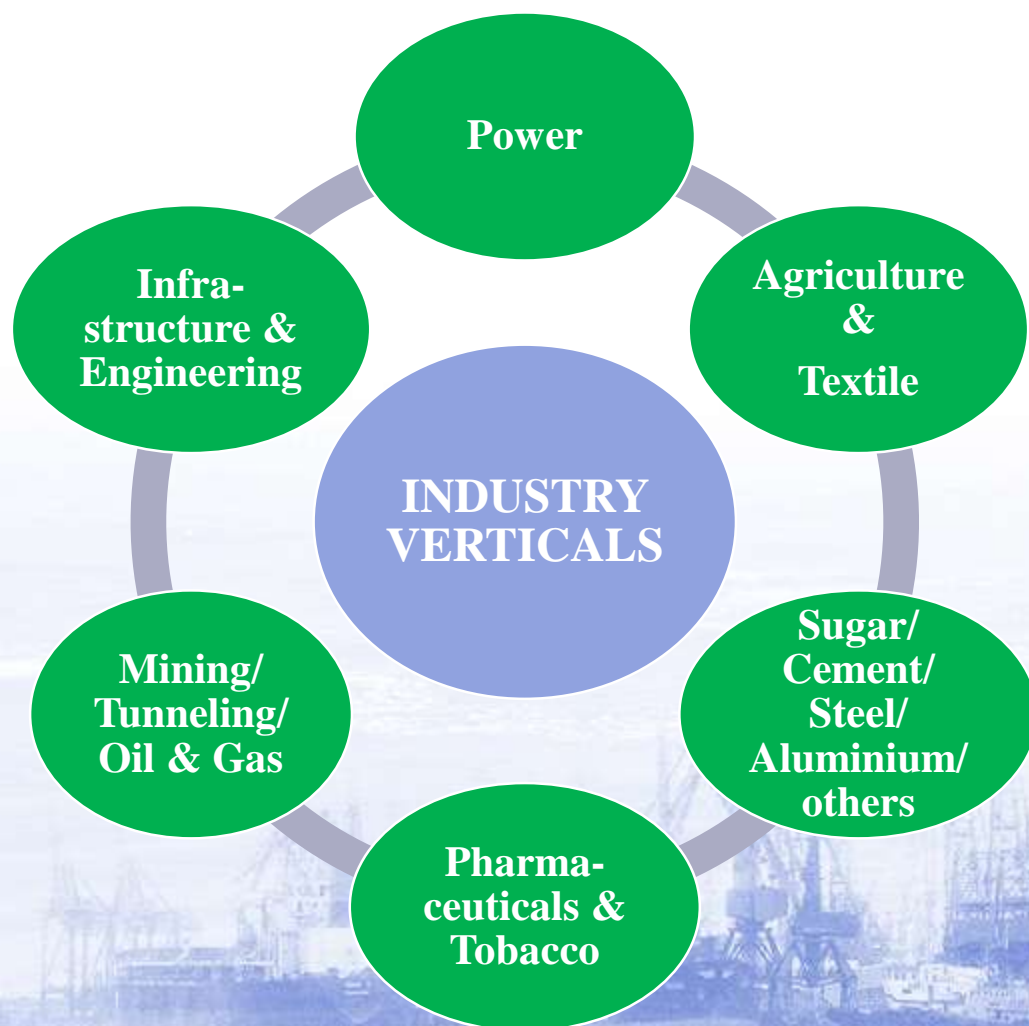 Power
Agriculture
&
Textile
Infra-
structure &
Engineering
INDUSTRY
VERTICALS
Sugar/
Cement/
Steel/
Aluminium/
others
Mining/
Tunneling/
Oil & Gas
Pharma-
ceuticals &
Tobacco